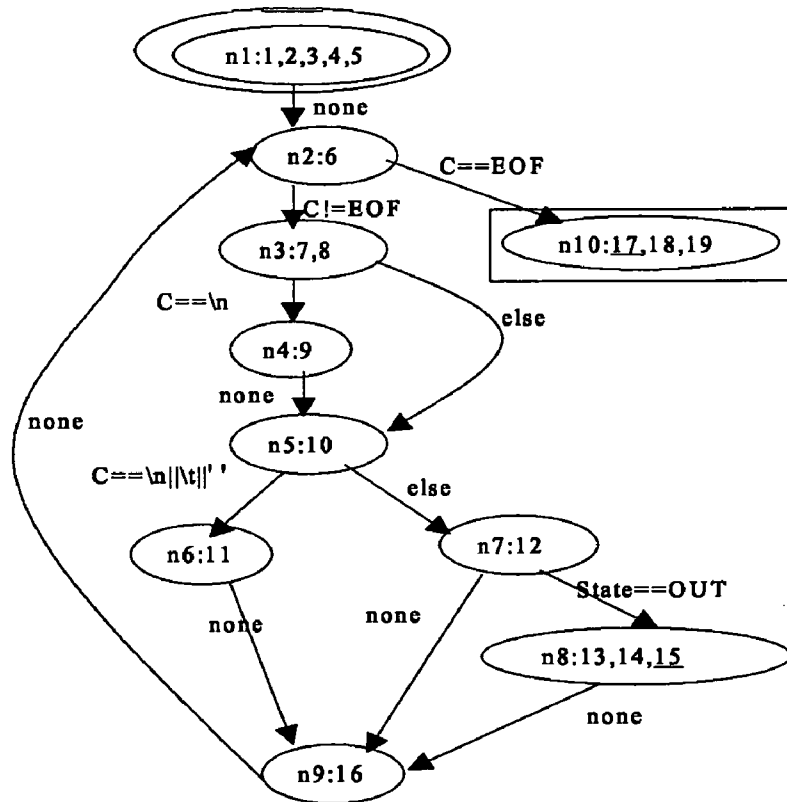 n1:1,2,3,4,5
none
n2:6
C==EOF
C!=EOF
n10:17,18,19
n3:7,8
C==\n
else
n4:9
none
none
n5:10
C==\n||\t||' '
else
n6:11
n7:12
State==OUT
none
none
n8:13,14,15
none
n9:16